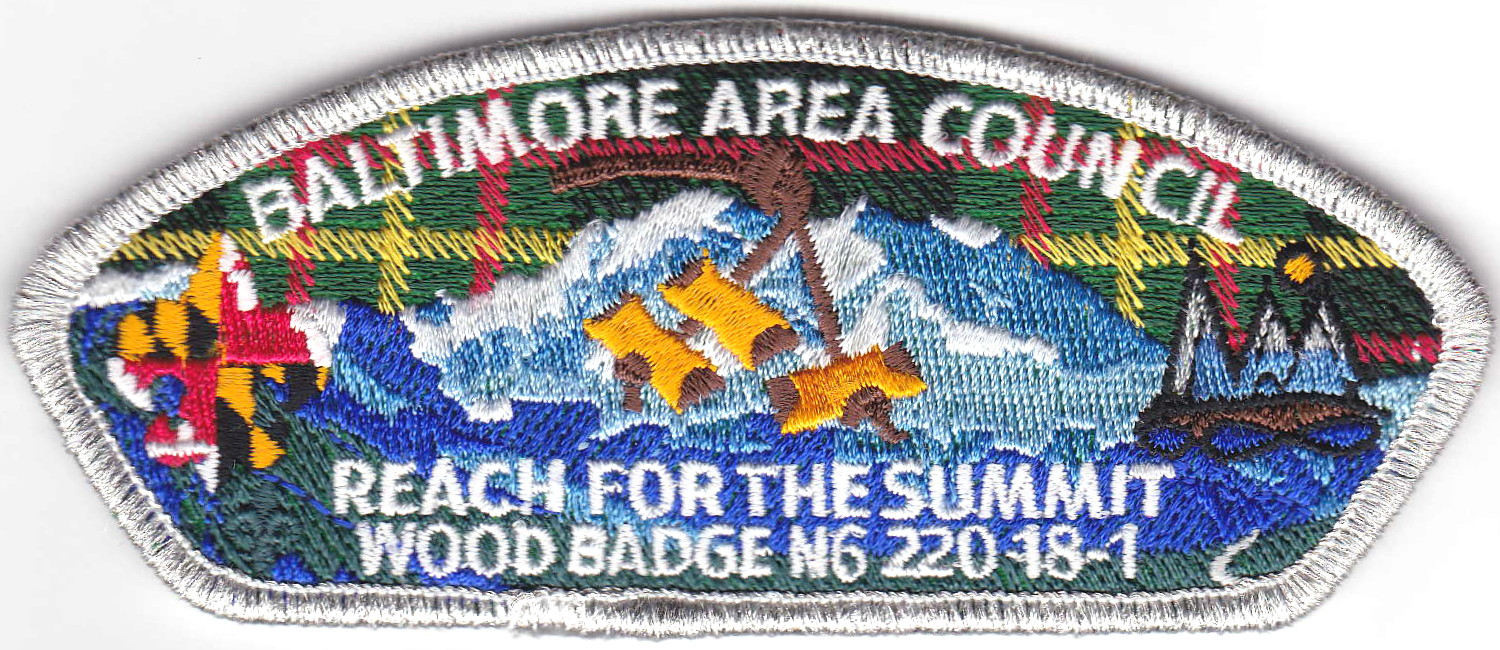 BALTIMORE AREA COUNCIL
REACH FOR THE SUMMIT
WOOD BADGE N6 220-18-1